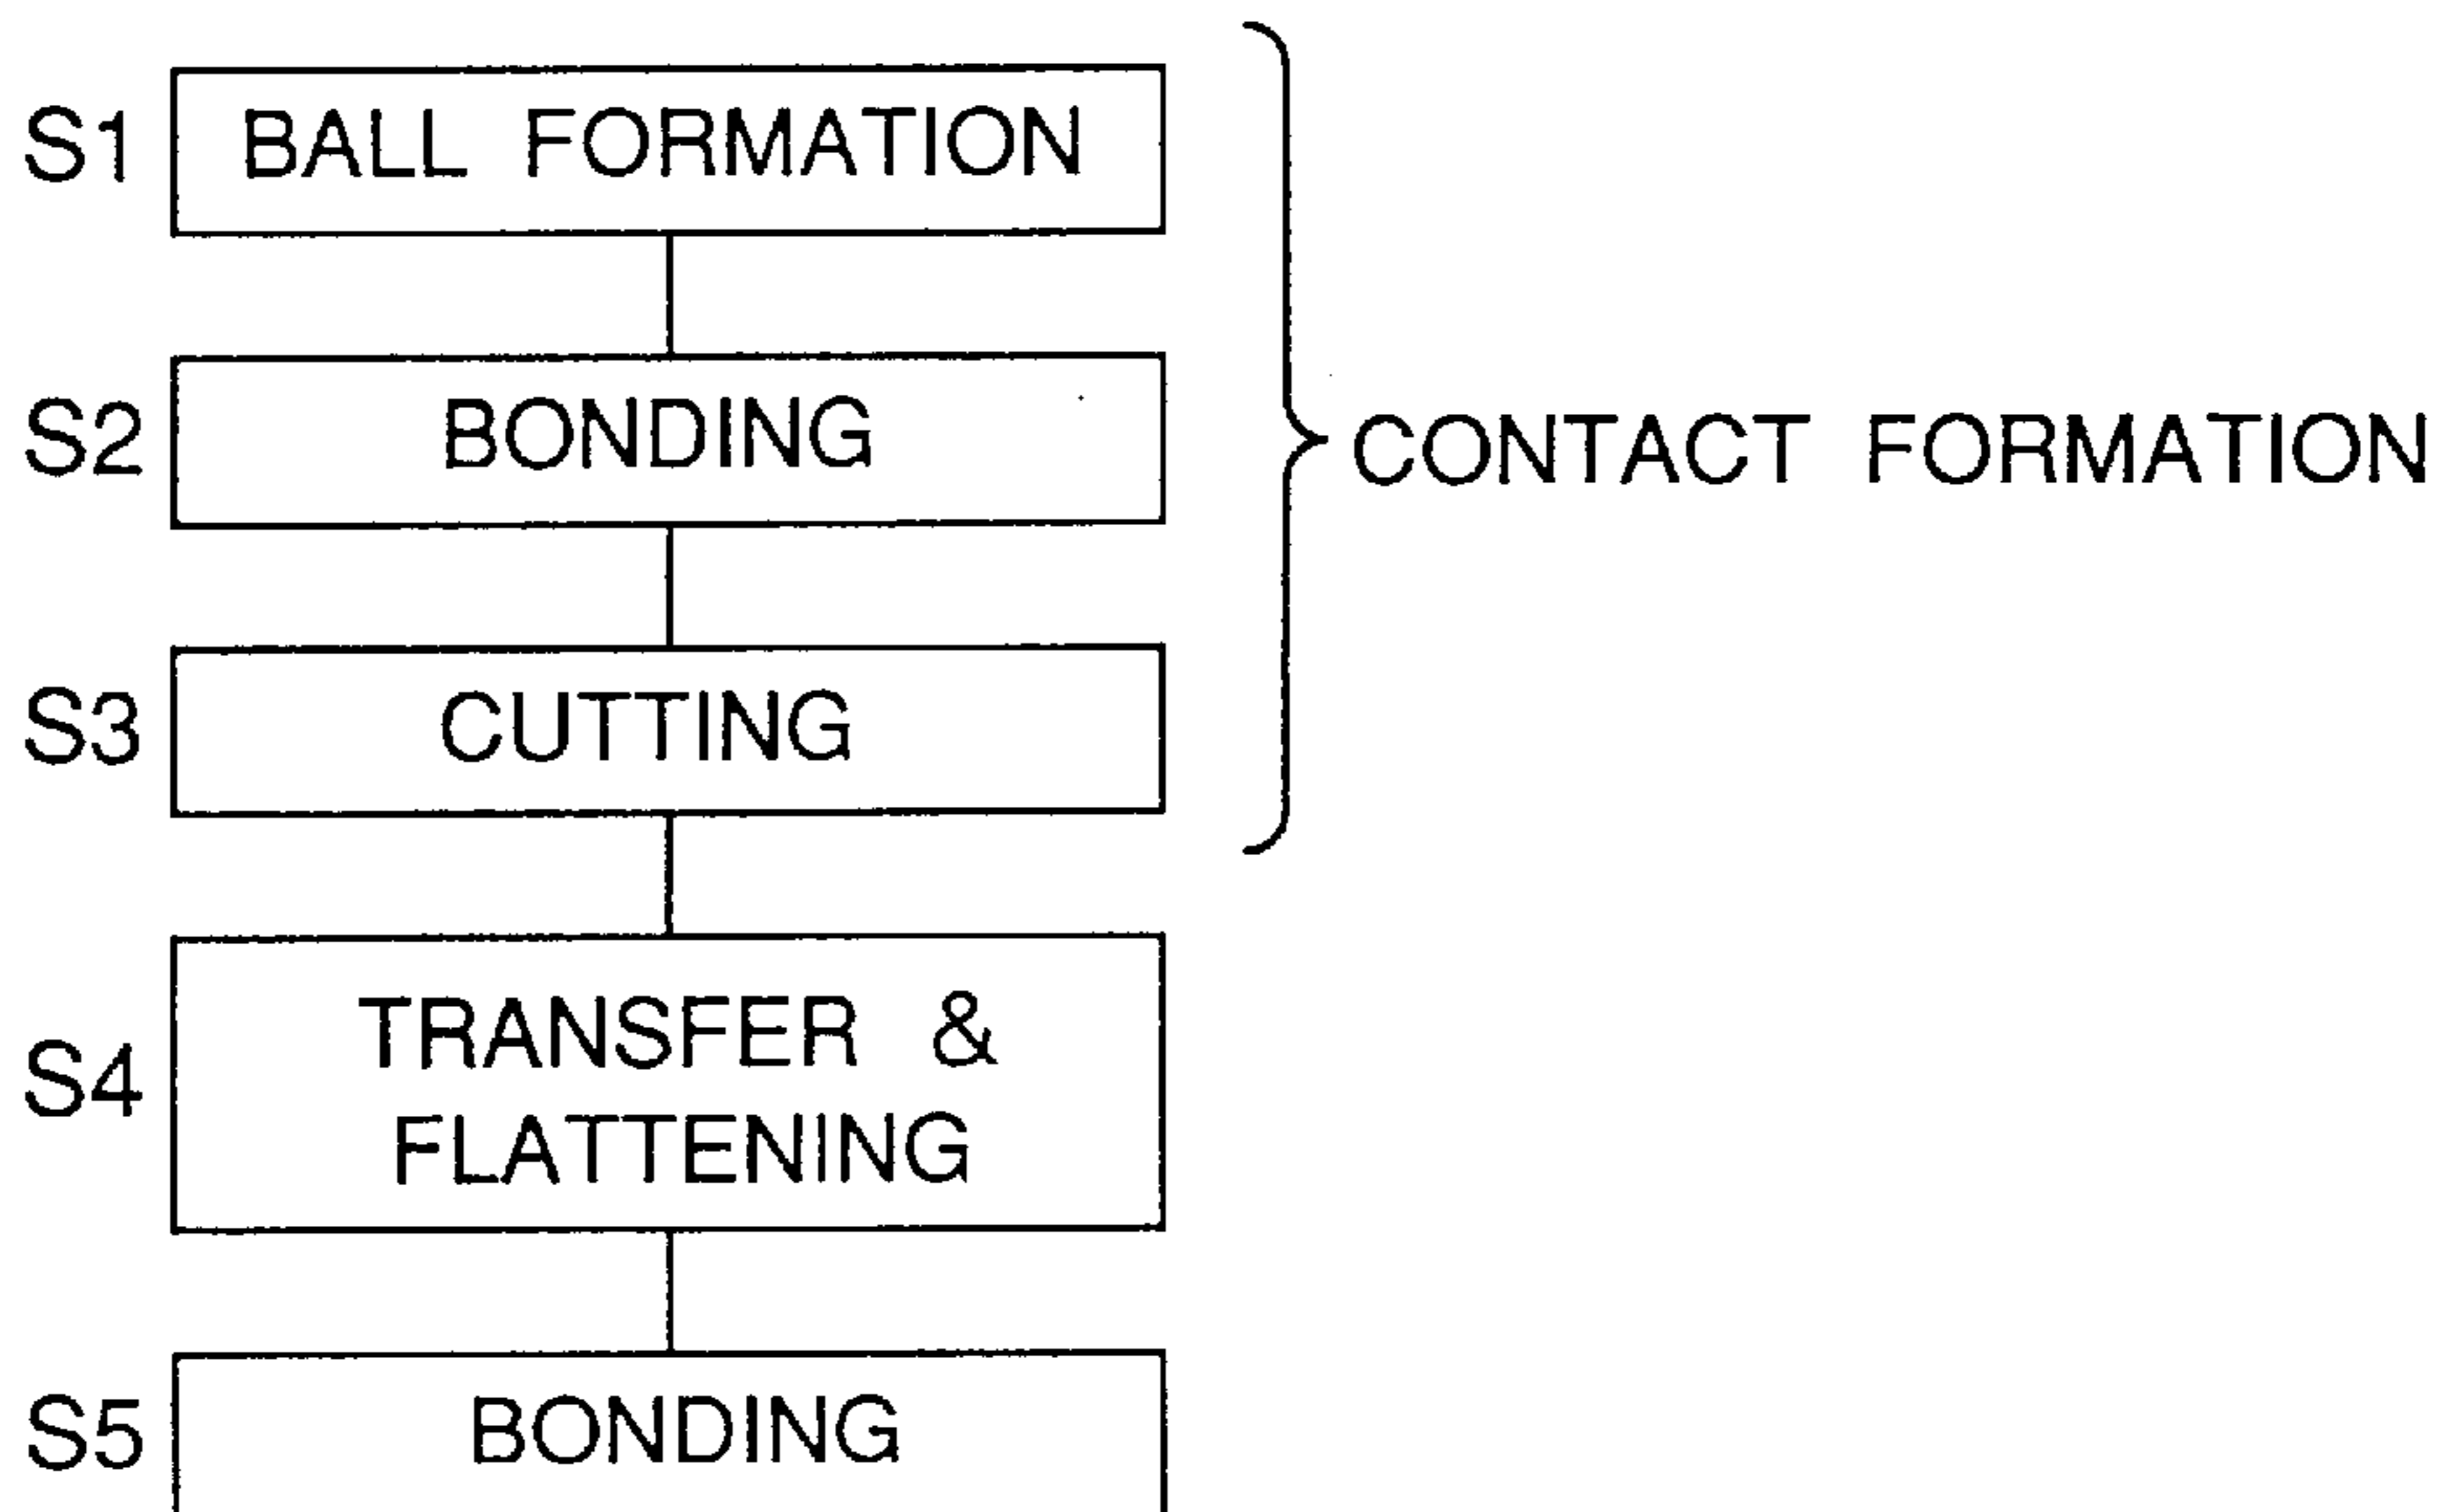 S1 BALL FORMATION
S2 BONDING
CONTACT FORMATION
S3 CUTTING
S4 TRANSFER &
FLATTENING
S5 BONDING